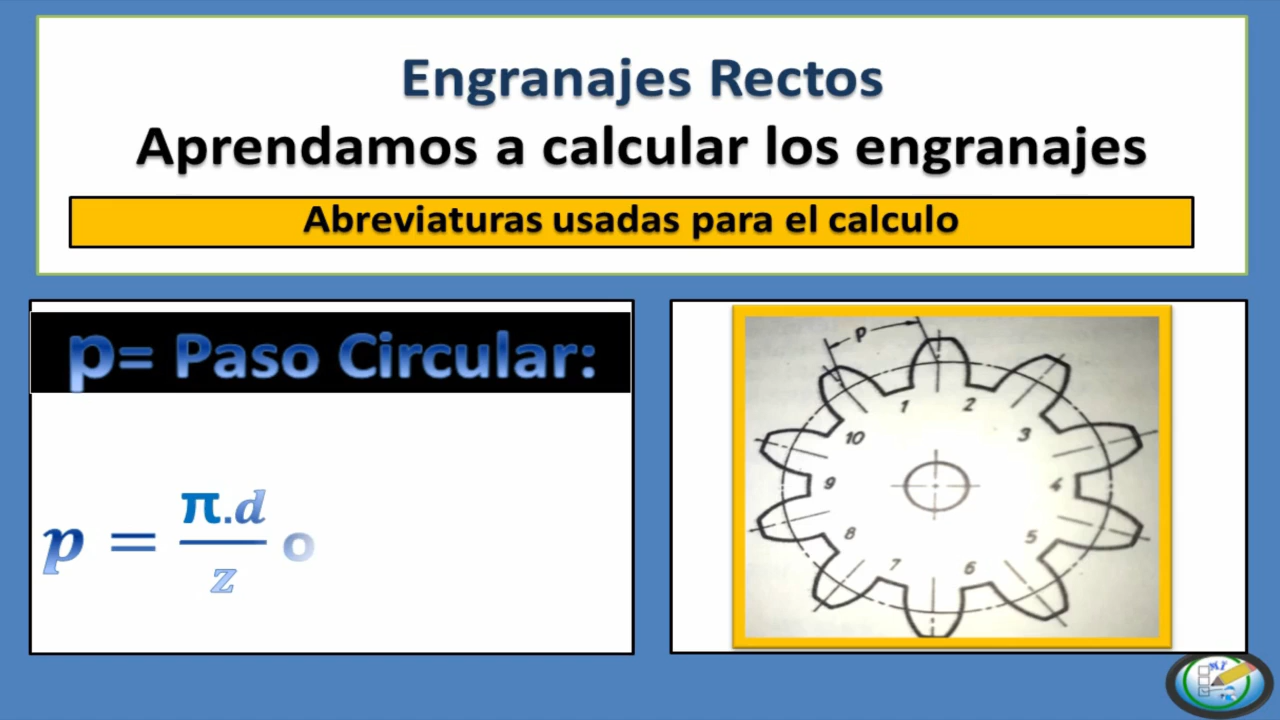 Engranajes Rectos
Aprendamos a calcular los engranajes
Abreviaturas usadas para el calculo
p= Paso Circular:
p = π.d / z o
p
1 2
10 3
9 4
8 5
7 6